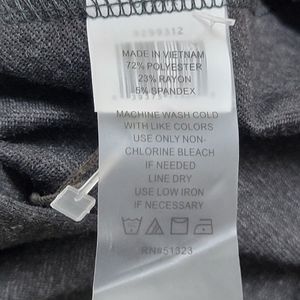 MADE IN VIETNAM
72% POLYESTER
23% RAYON
5% SPANDEX
MACHINE WASH COLD
WITH LIKE COLORS
USE ONLY NON-
CHLORINE BLEACH
IF NEEDED
LINE DRY
USE LOW IRON
IF NECESSARY
RN#51323